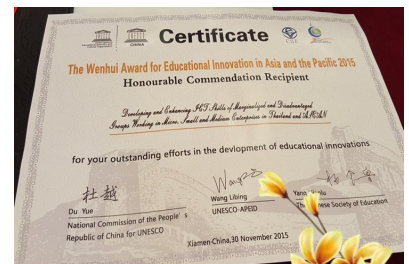 Certificate
The Wenhui Award for Educational Innovation in Asia and the Pacific 2015
Honourable Commendation Recipient
Developing and Enhancing ICT Skills of Marginalized and Disadvantaged
Groups Working in Micro, Small and Medium Enterprises in Thailand and ASEAN
for your outstanding efforts in the devlopment of educational innovations
杜越
Du Yue
National Commission of the People's
Republic of China for UNESCO
Wang Libing
UNESCO-APEID
Yang
Society of Education
Xiamen·China,30 November 2015